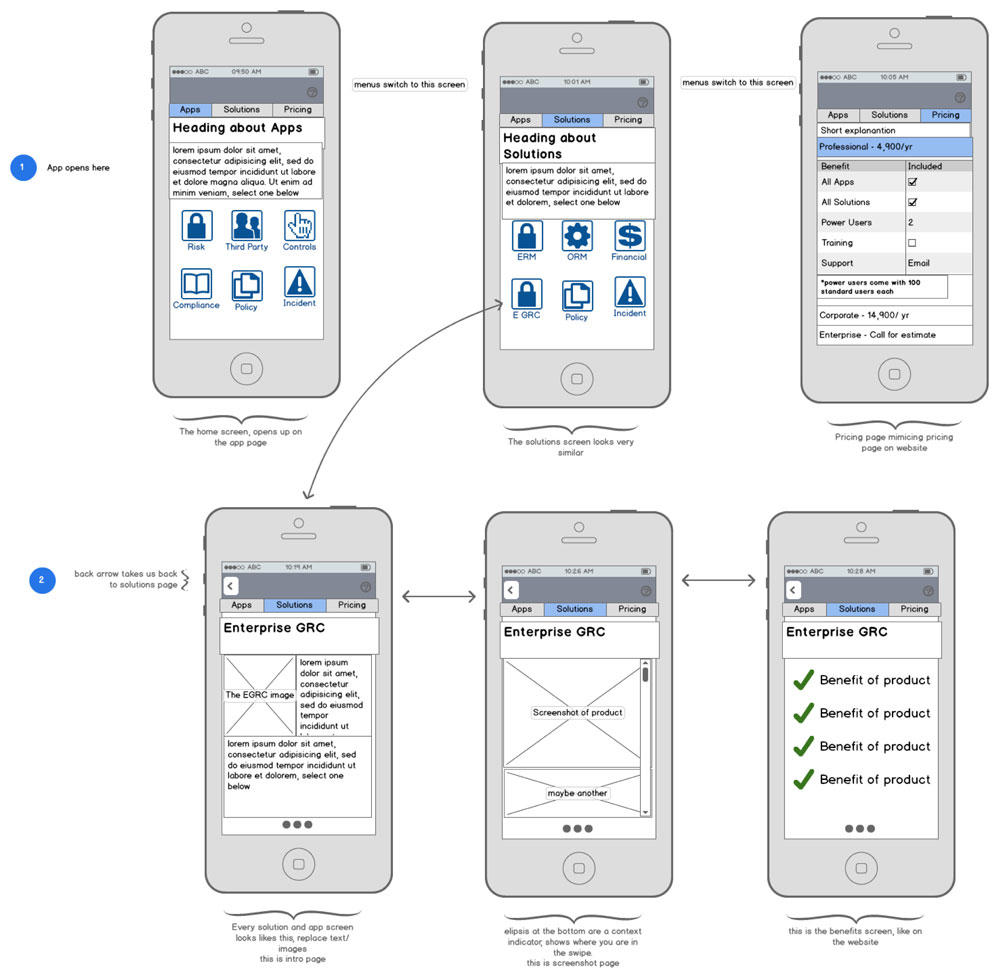 ABC 09:50 AM
Apps Solutions Pricing
Heading about Apps
lorem ipsum dolor sit amet,
consectetur adipisicing elit, sed do
eiusmod tempor incididunt ut labore
et dolore magna aliqua. Ut enim ad
minim veniam, select one below
Risk Third Party Controls
Compliance Policy Incident
1 App opens here
The home screen, opens up on
the app page
menus switch to this screen
ABC 10:01 AM
Apps Solutions Pricing
Heading about
Solutions
lorem ipsum dolor sit amet,
consectetur adipisicing elit, sed do
eiusmod tempor incididunt ut labore
et dolorem, select one below
ERM ORM Financial
E GRC Policy Incident
The solutions screen looks very
similar
menus switch to this screen
ABC 10:05 AM
Apps Solutions Pricing
Short explanantion
Professional - 4,900/yr
Benefit Included
All Apps
All Solutions
Power Users 2
Training
Support Email
*power users come with 100
standard users each
Corporate - 14,900/ yr
Enterprise - Call for estimate
Pricing page mimicing pricing
page on website
2 back arrow takes us back
to solutions page
ABC 10:19 AM
Apps Solutions Pricing
Enterprise GRC
The EGRC image
lorem ipsum
dolor sit amet,
consectetur
adipisicing elit,
sed do eiusmod
tempor
incididunt ut
lorem ipsum dolor sit amet,
consectetur adipisicing elit, sed
do eiusmod tempor incididunt ut
labore et dolorem, select one
below
Every solution and app screen
looks likes this, replace text/
images
this is intro page
ABC 10:26 AM
Apps Solutions Pricing
Enterprise GRC
Screenshot of product
maybe another
elipsis at the bottom are a context
indicator, shows where you are in
the swipe.
this is screenshot page
ABC 10:28 AM
Apps Solutions Pricing
Enterprise GRC
Benefit of product
Benefit of product
Benefit of product
Benefit of product
this is the benefits screen, like on
the website